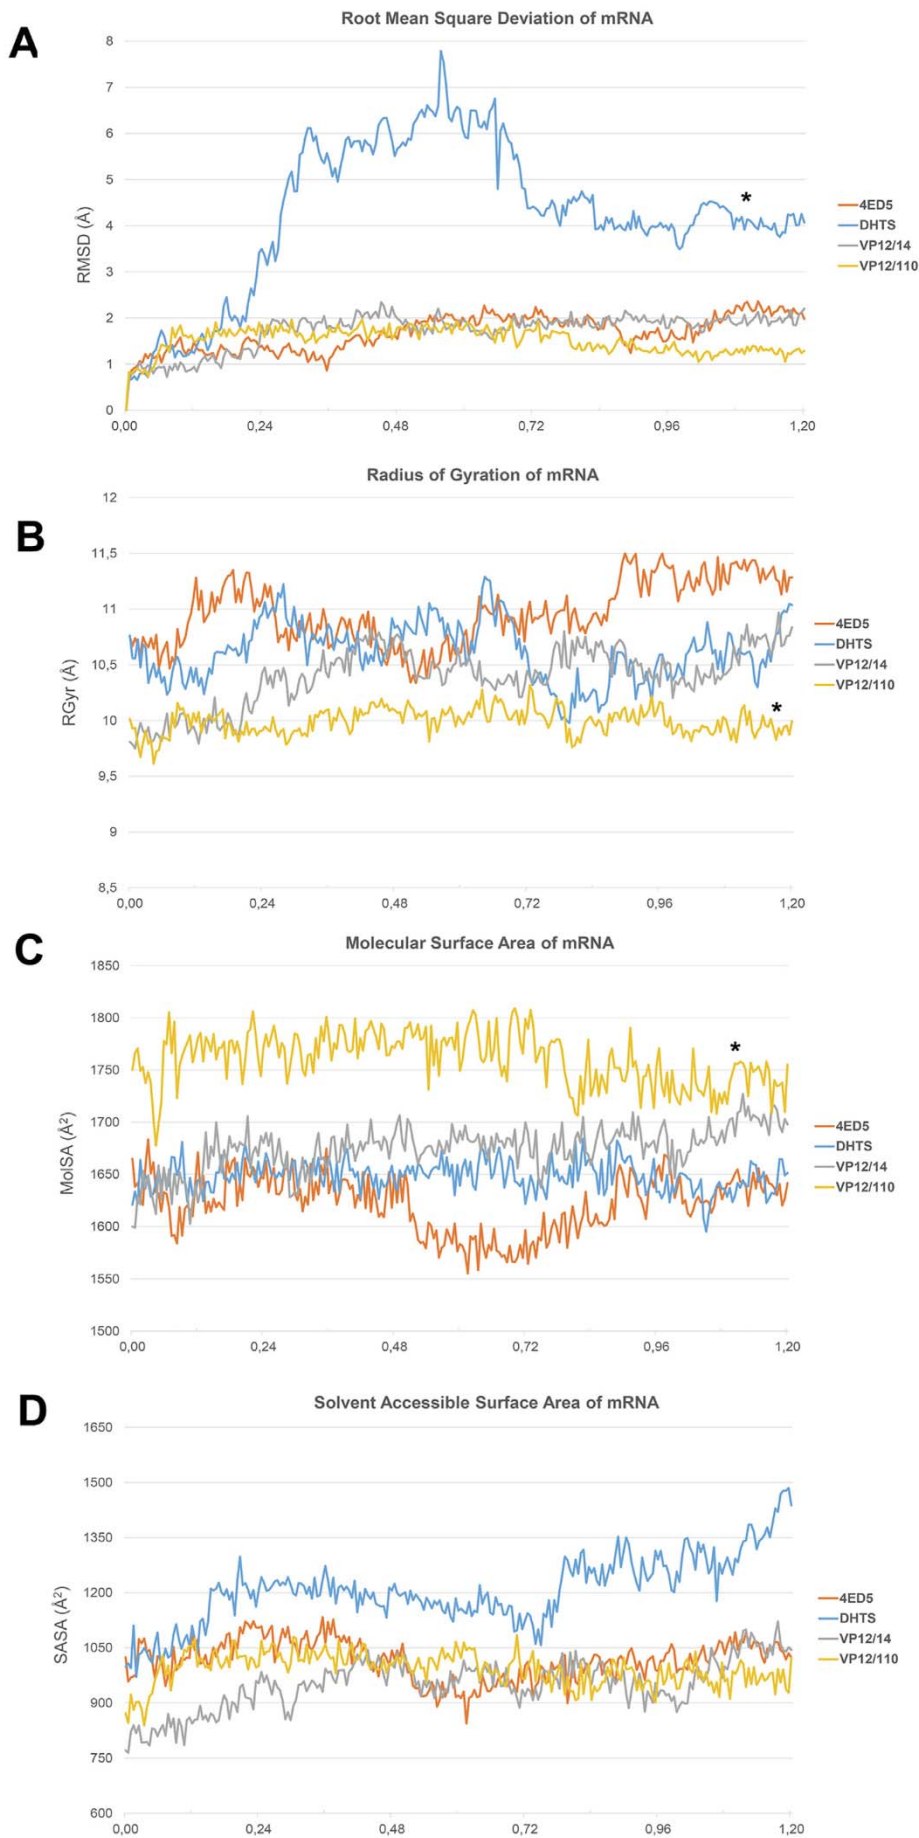 A
Root Mean Square Deviation of mRNA
8
7
6
5
4
3
2
1
0
RMSD (Å)
*
4ED5
DHTS
VP12/14
VP12/110
0,00 0,24 0,48 0,72 0,96 1,20
B
Radius of Gyration of mRNA
12
11,5
11
10,5
10
9,5
9
8,5
RGyr (Å)
*
4ED5
DHTS
VP12/14
VP12/110
0,00 0,24 0,48 0,72 0,96 1,20
C
Molecular Surface Area of mRNA
1850
1800
1750
1700
1650
1600
1550
1500
MolSA (Å²)
*
4ED5
DHTS
VP12/14
VP12/110
0,00 0,24 0,48 0,72 0,96 1,20
D
Solvent Accessible Surface Area of mRNA
1650
1500
1350
1200
1050
900
750
600
SASA (Å²)
4ED5
DHTS
VP12/14
VP12/110
0,00 0,24 0,48 0,72 0,96 1,20